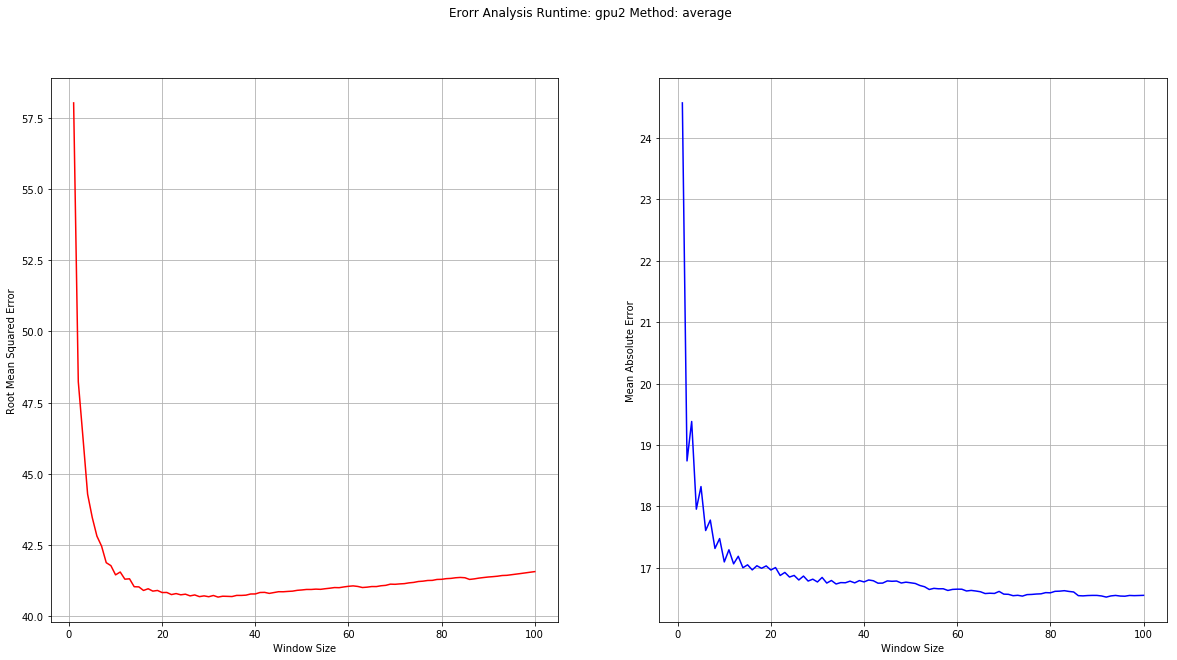 Erorr Analysis Runtime: gpu2 Method: average
Root Mean Squared Error
57.5
55.0
52.5
50.0
47.5
45.0
42.5
40.0
0 20 40 60 80 100
Window Size
Mean Absolute Error
24
23
22
21
20
19
18
17
0 20 40 60 80 100
Window Size